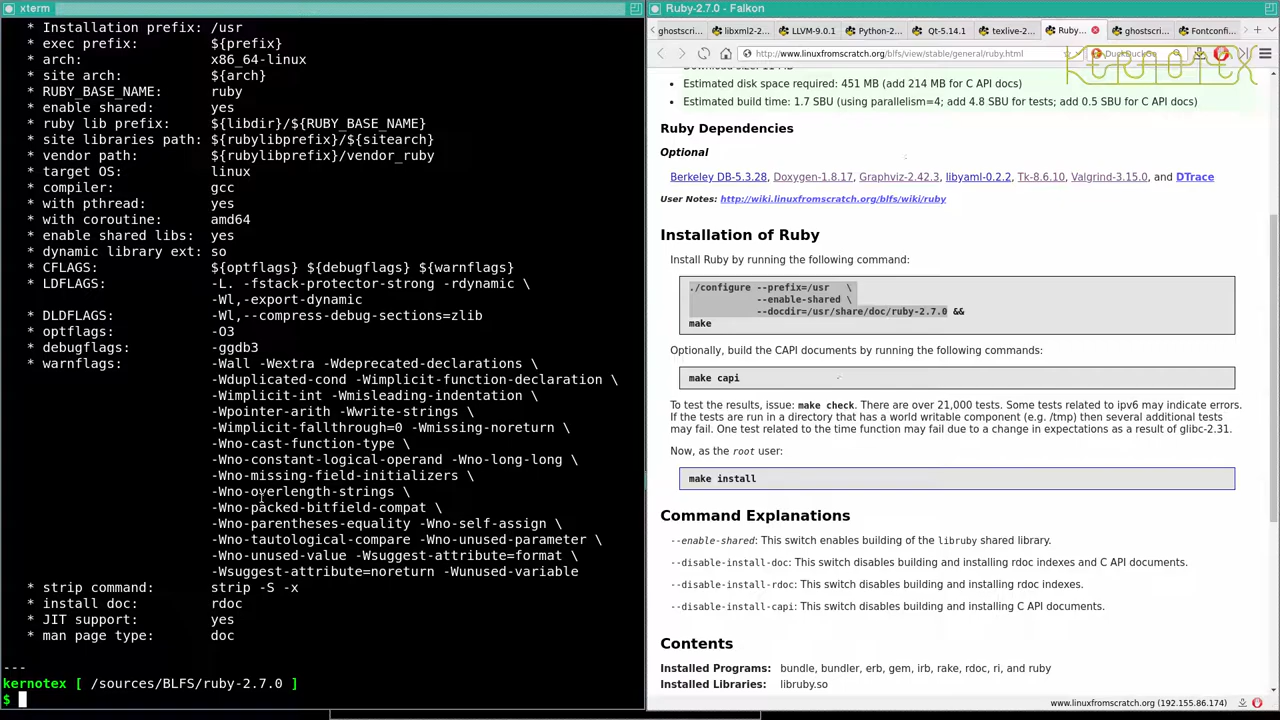 xterm
* Installation prefix: /usr
* exec prefix: ${prefix}
* arch: x86_64-linux
* site arch: ${arch}
* RUBY_BASE_NAME: ruby
* enable shared: yes
* ruby lib prefix: ${libdir}/${RUBY_BASE_NAME}
* site libraries path: ${rubylibprefix}/${sitearch}
* vendor path: ${rubylibprefix}/vendor_ruby
* target OS: linux
* compiler: gcc
* with pthread: yes
* with coroutine: amd64
* enable shared libs: yes
* dynamic library ext: so
* CFLAGS: ${optflags} ${debugflags} ${warnflags}
* LDFLAGS: -L. -fstack-protector-strong -rdynamic \
-Wl,-export-dynamic
* DLDFLAGS: -Wl,--compress-debug-sections=zlib
* optflags: -O3
* debugflags: -ggdb3
* warnflags: -Wall -Wextra -Wdeprecated-declarations \
-Wduplicated-cond -Wimplicit-function-declaration \
-Wimplicit-int -Wmisleading-indentation \
-Wpointer-arith -Wwrite-strings \
-Wimplicit-fallthrough=0 -Wmissing-noreturn \
-Wno-cast-function-type \
-Wno-constant-logical-operand -Wno-long-long \
-Wno-missing-field-initializers \
-Wno-overlength-strings \
-Wno-packed-bitfield-compat \
-Wno-parentheses-equality -Wno-self-assign \
-Wno-tautological-compare -Wno-unused-parameter \
-Wno-unused-value -Wsuggest-attribute=format \
-Wsuggest-attribute=noreturn -Wunused-variable
* strip command: strip -S -x
* install doc: rdoc
* JIT support: yes
* man page type: doc
---
kernotex [ /sources/BLFS/ruby-2.7.0 ]
$
Ruby-2.7.0 - Falkon
ghostscri... libxml2-2... LLVM-9.0.1 Python-2... Qt-5.14.1 texlive-2... Ruby... ghostscri... Fontconfi...
http://www.linuxfromscratch.org/blfs/view/stable/general/ruby.html DuckDuckGo
KERNOTEX
• Estimated disk space required: 451 MB (add 214 MB for C API docs)
• Estimated build time: 1.7 SBU (using parallelism=4; add 4.8 SBU for tests; add 0.5 SBU for C API docs)
Ruby Dependencies
Optional
Berkeley DB-5.3.28, Doxygen-1.8.17, Graphviz-2.42.3, libyaml-0.2.2, Tk-8.6.10, Valgrind-3.15.0, and DTrace
User Notes: http://wiki.linuxfromscratch.org/blfs/wiki/ruby
Installation of Ruby
Install Ruby by running the following command:
./configure --prefix=/usr \
--enable-shared \
--docdir=/usr/share/doc/ruby-2.7.0 &&
make
Optionally, build the CAPI documents by running the following commands:
make capi
To test the results, issue: make check. There are over 21,000 tests. Some tests related to ipv6 may indicate errors.
If the tests are run in a directory that has a world writable component (e.g. /tmp) then several additional tests
may fail. One test related to the time function may fail due to a change in expectations as a result of glibc-2.31.
Now, as the root user:
make install
Command Explanations
--enable-shared: This switch enables building of the libruby shared library.
--disable-install-doc: This switch disables building and installing rdoc indexes and C API documents.
--disable-install-rdoc: This switch disables building and installing rdoc indexes.
--disable-install-capi: This switch disables building and installing C API documents.
Contents
Installed Programs: bundle, bundler, erb, gem, irb, rake, rdoc, ri, and ruby
Installed Libraries: libruby.so
www.linuxfromscratch.org (192.155.86.174)